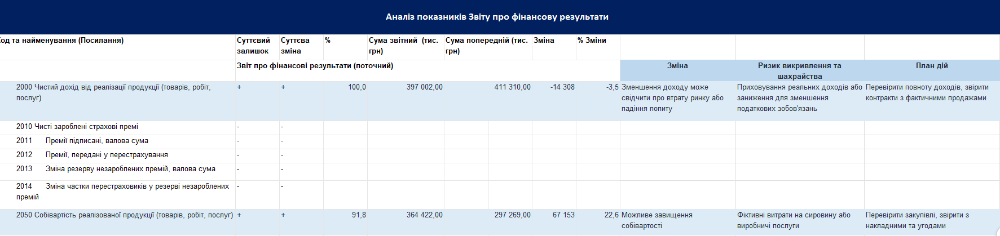 Аналіз показників Звіту про фінансову результати
од та найменування (Посилання) Суттєвий залишок Суттєва зміна % Сума звітний (тис. грн) Сума попередній (тис. грн) Зміна % Зміни
Звіт про фінансові результати (поточний) Зміна Ризик викривлення та шахрайства План дій
2000 Чистий дохід від реалізації продукції (товарів, робіт, послуг) + + 100,0 397 002,00 411 310,00 -14 308 -3,5 Зменшення доходу може свідчити про втрату ринку або падіння попиту Приховування реальних доходів або заниження для зменшення податкових зобов'язань Перевірити повноту доходів, звірити контракти з фактичними продажами
2010 Чисті зароблені страхові премі - -
2011 Премії підписані, валова сума - -
2012 Премії, передані у перестрахування - -
2013 Зміна резерву незароблених премій, валова сума - -
2014 Зміна частки перестраховиків у резерві незароблених премій - -
2050 Собівартість реалізованої продукції (товарів, робіт, послуг) + + 91,8 364 422,00 297 269,00 67 153 22,6 Можливе завищення собівартості Фіктивні витрати на сировину або виробничі послуги Перевірити закупівлі, звірити з накладними та угодами